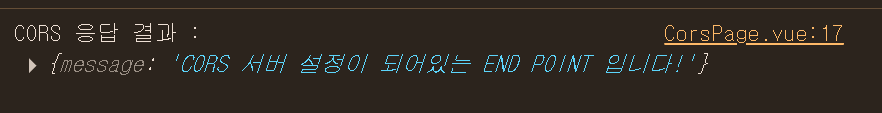 CORS 응답 결과 : CorsPage.vue:17
▶ {message: 'CORS 서버 설정이 되어있는 END POINT 입니다!'}